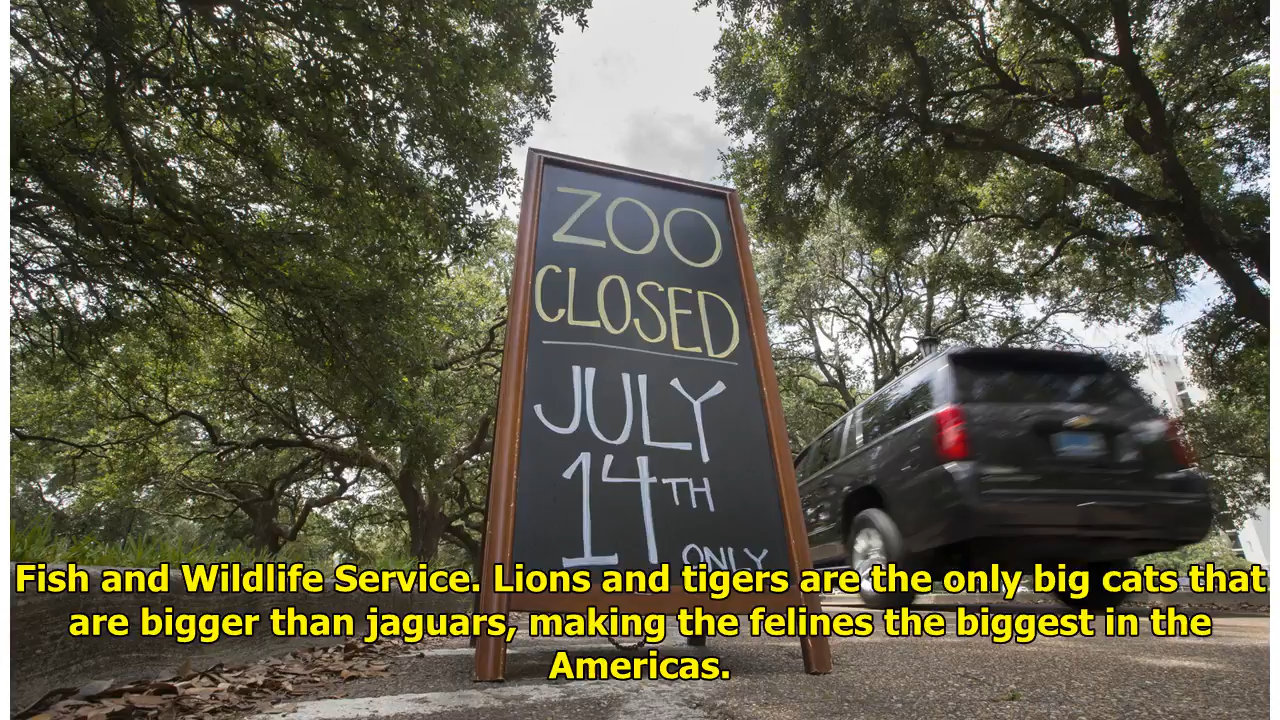 ZOO
CLOSED
JULY
14TH
ONLY
Fish and Wildlife Service. Lions and tigers are the only big cats that
are bigger than jaguars, making the felines the biggest in the
Americas.